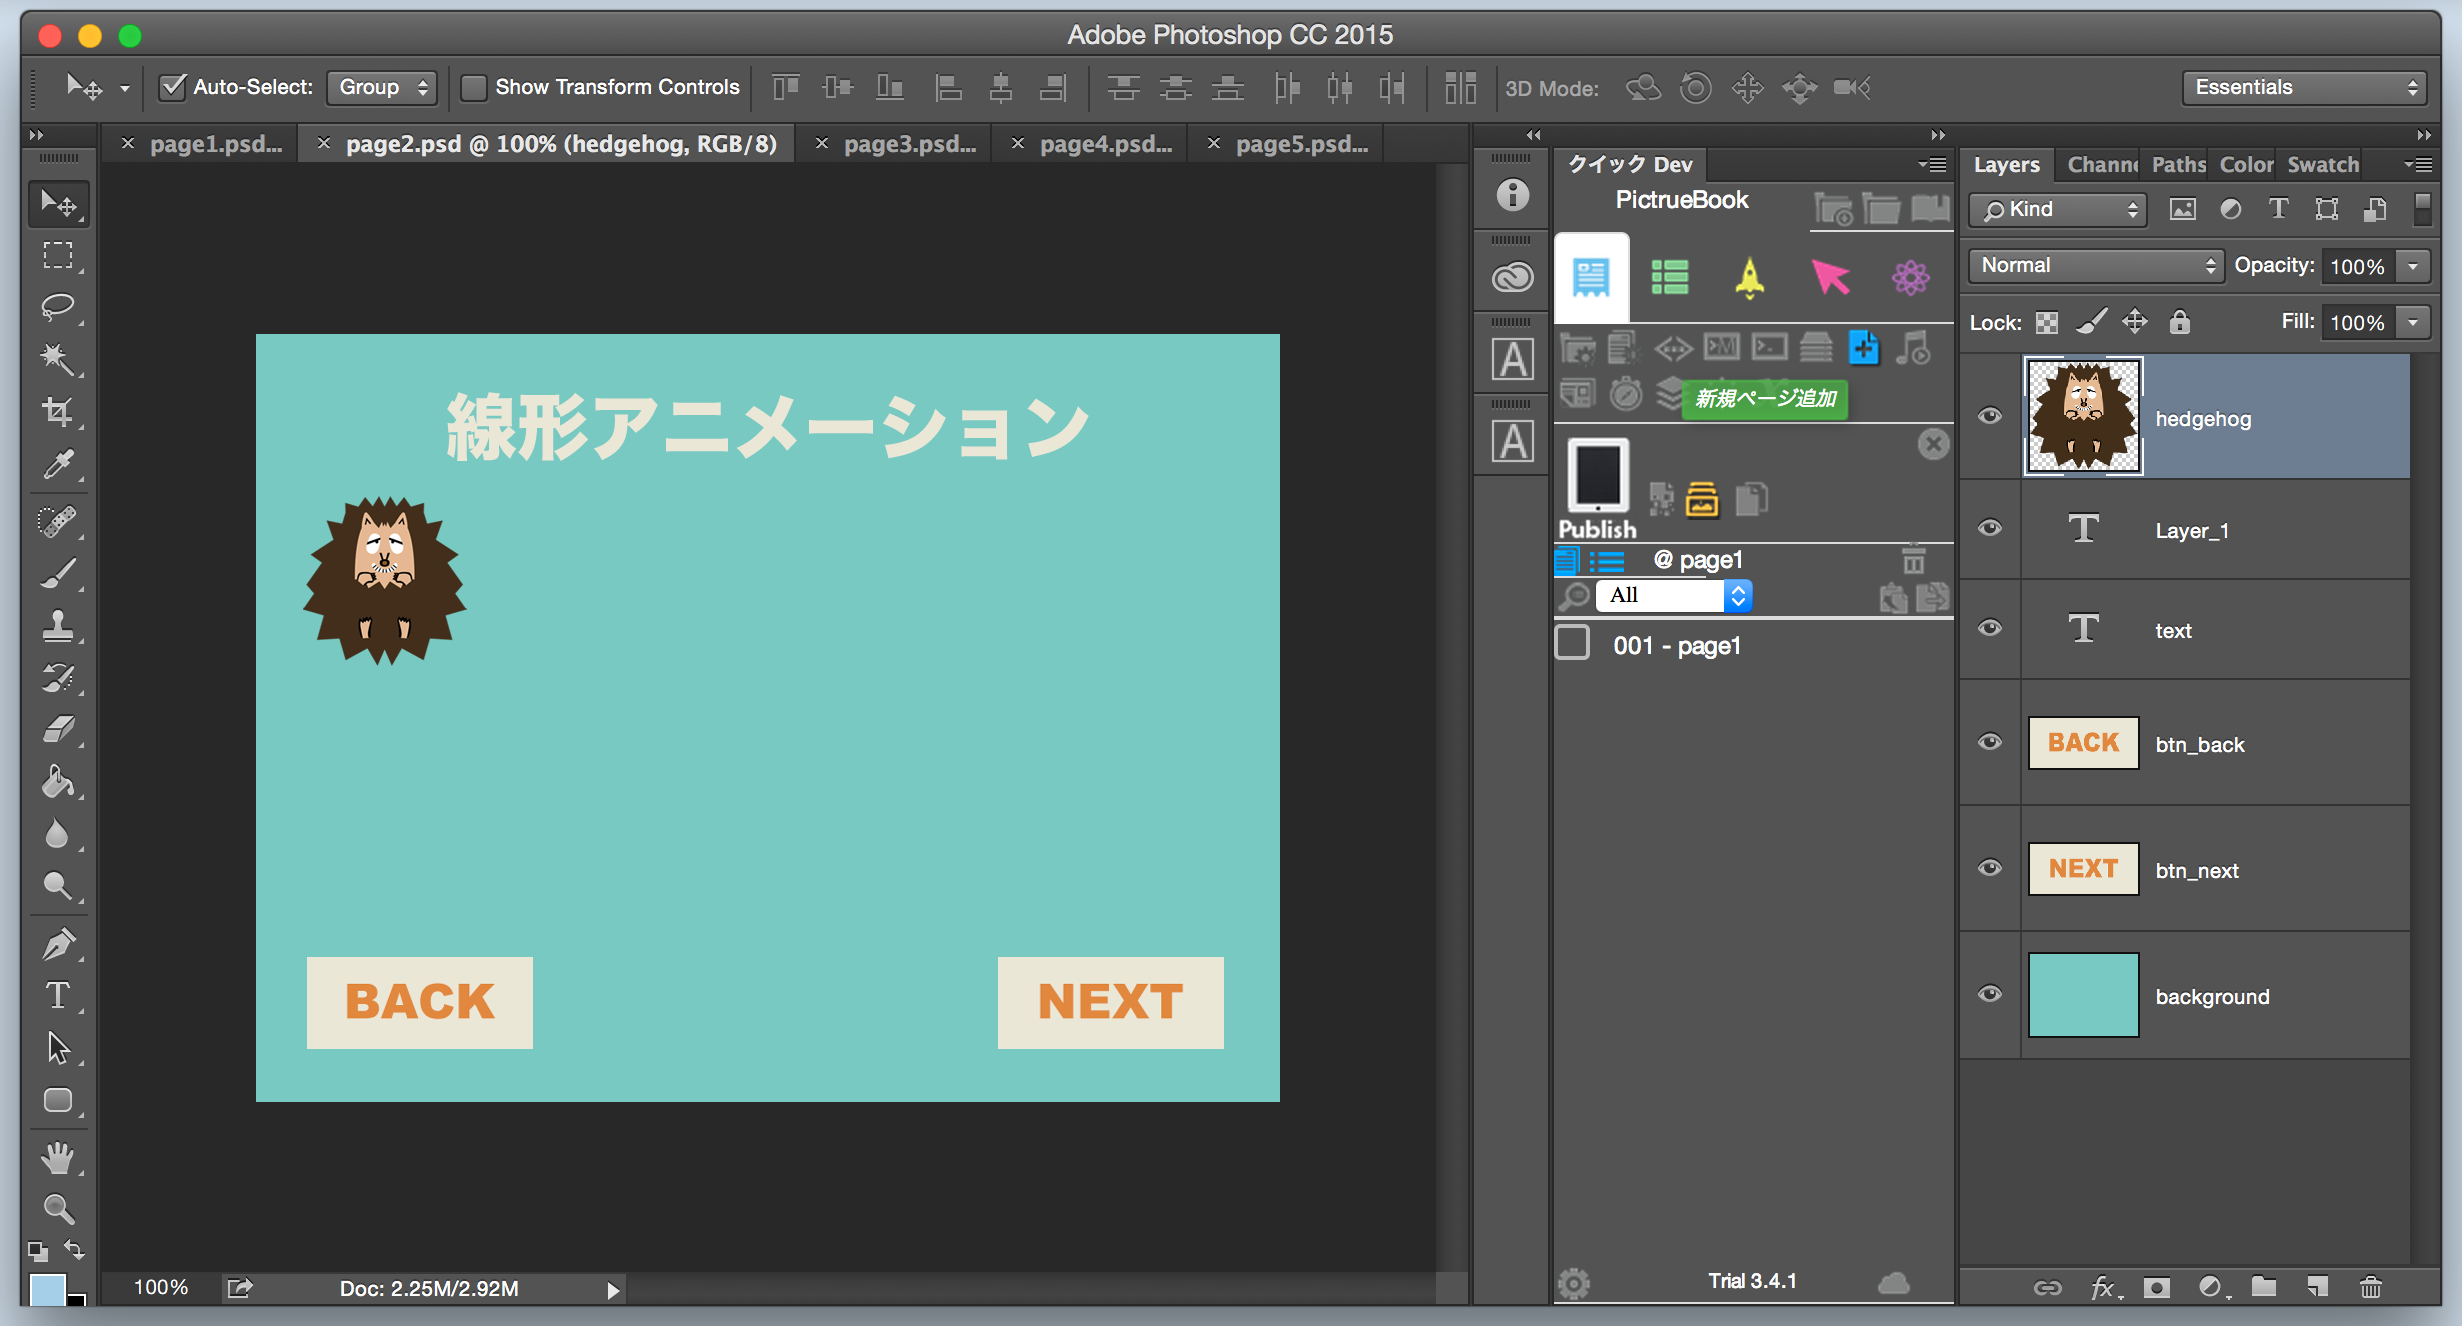 Adobe Photoshop CC 2015
Auto-Select: Group Show Transform Controls 3D Mode: Essentials
page1.psd... page2.psd @ 100% (hedgehog, RGB/8) page3.psd... page4.psd... page5.psd...
線形アニメーション
BACK
NEXT
100% Doc: 2.25M/2.92M
A
A
クイック Dev
PictrueBook
新規ページ追加
Publish
@ page1
All
001 - page1
Trial 3.4.1
Layers Channe Paths Color Swatch
Kind
Normal Opacity: 100%
Lock: Fill: 100%
hedgehog
T Layer_1
T text
BACK btn_back
NEXT btn_next
background
fx